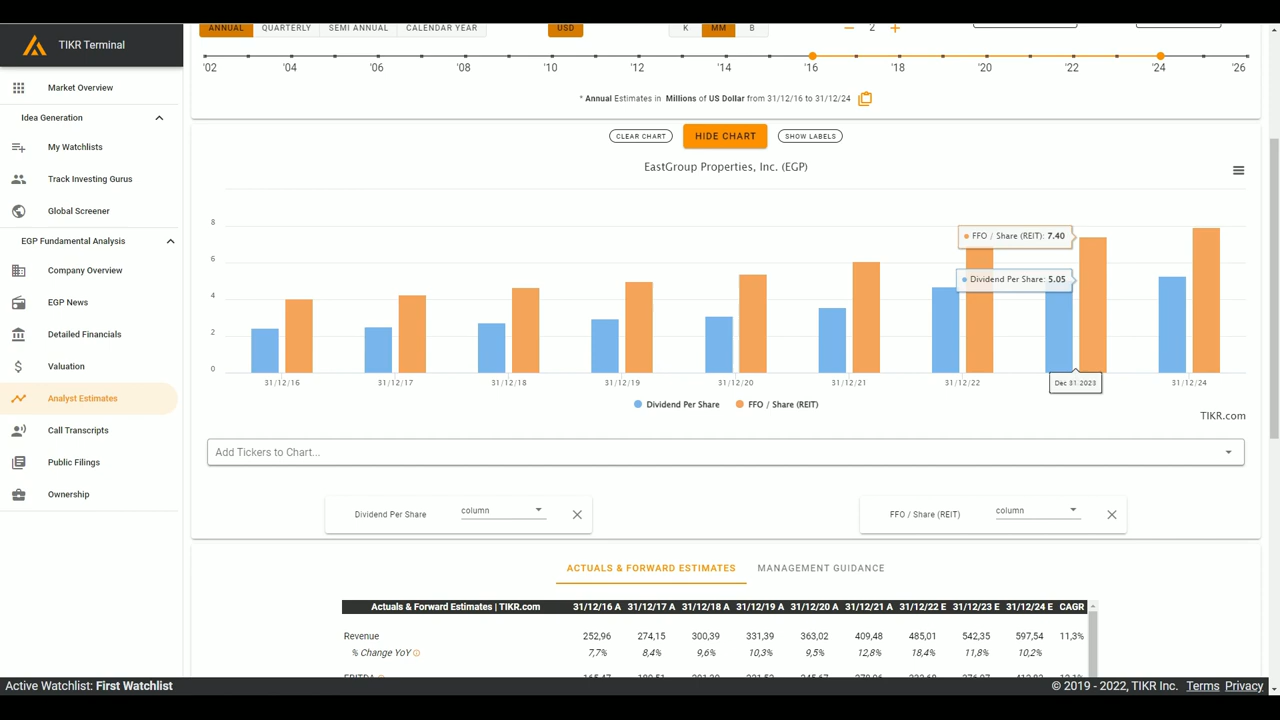 TIKR Terminal
ANNUAL QUARTERLY SEMI ANNUAL CALENDAR YEAR USD K MM B 2
'02 '04 '06 '08 '10 '12 '14 '16 '18 '20 '22 '24 '26
* Annual Estimates in Millions of US Dollar from 31/12/16 to 31/12/24
Market Overview
Idea Generation
My Watchlists
Track Investing Gurus
Global Screener
EGP Fundamental Analysis
Company Overview
EGP News
Detailed Financials
Valuation
Analyst Estimates
Call Transcripts
Public Filings
Ownership
CLEAR CHART HIDE CHART SHOW LABELS
EastGroup Properties, Inc. (EGP)
8
6
4
2
0
FFO / Share (REIT): 7.40
Dividend Per Share: 5.05
31/12/16 31/12/17 31/12/18 31/12/19 31/12/20 31/12/21 31/12/22 Dec 31 2023 31/12/24
Dividend Per Share FFO / Share (REIT)
TIKR.com
Add Tickers to Chart...
Dividend Per Share column FFO / Share (REIT) column
ACTUALS & FORWARD ESTIMATES MANAGEMENT GUIDANCE
Actuals & Forward Estimates | TIKR.com 31/12/16 A 31/12/17 A 31/12/18 A 31/12/19 A 31/12/20 A 31/12/21 A 31/12/22 E 31/12/23 E 31/12/24 E CAGR
Revenue 252,96 274,15 300,39 331,39 363,02 409,48 485,01 542,35 597,54 11,3%
% Change YoY 7,7% 8,4% 9,6% 10,3% 9,5% 12,8% 18,4% 11,8% 10,2%
Active Watchlist: First Watchlist © 2019 - 2022, TIKR Inc. Terms Privacy